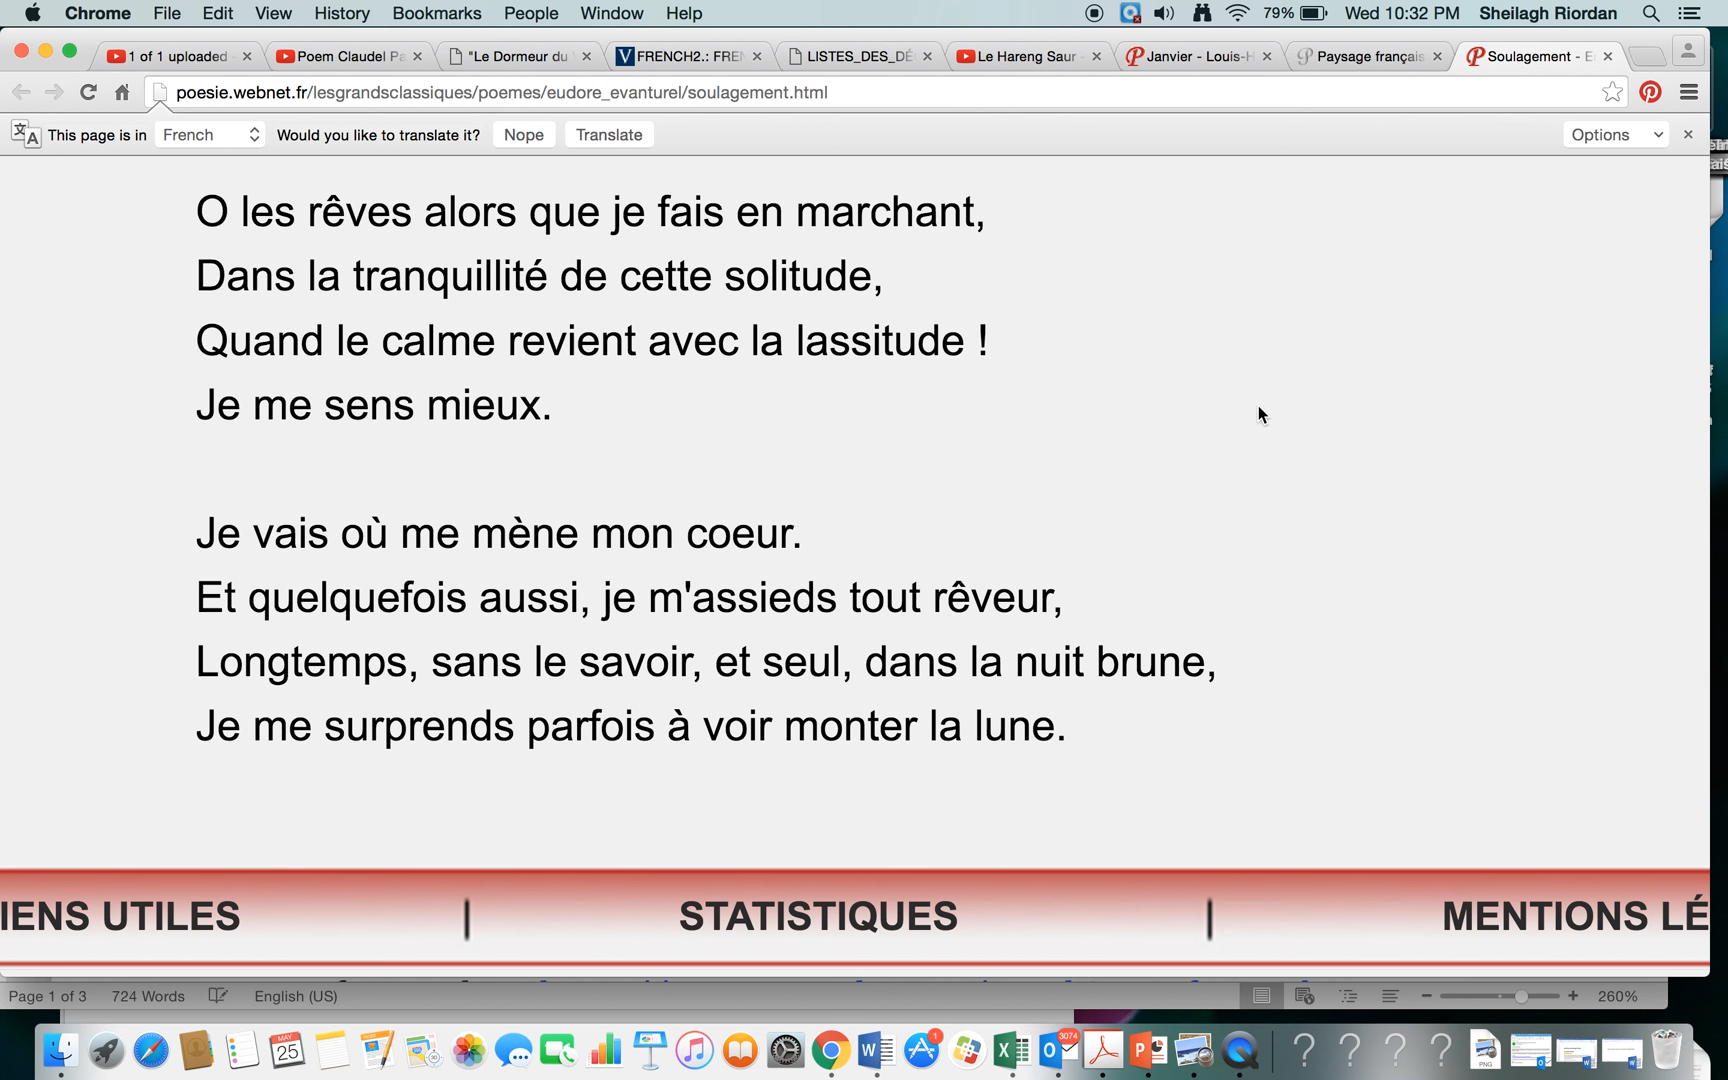 Chrome File Edit View History Bookmarks People Window Help 79% Wed 10:32 PM Sheilagh Riordan
1 of 1 uploaded Poem Claudel Pa "Le Dormeur du FRENCH2.: FREN LISTES_DES_DÉ Le Hareng Saur Janvier - Louis-H Paysage français Soulagement - E
poesie.webnet.fr/lesgrandsclassiques/poemes/eudore_evanturel/soulagement.html
This page is in French Would you like to translate it? Nope Translate Options
O les rêves alors que je fais en marchant,
Dans la tranquillité de cette solitude,
Quand le calme revient avec la lassitude !
Je me sens mieux.
Je vais où me mène mon coeur.
Et quelquefois aussi, je m'assieds tout rêveur,
Longtemps, sans le savoir, et seul, dans la nuit brune,
Je me surprends parfois à voir monter la lune.
IENS UTILES | STATISTIQUES | MENTIONS LÉ
Page 1 of 3 724 Words English (US) 260%
MAY 25 1 3074 PNG